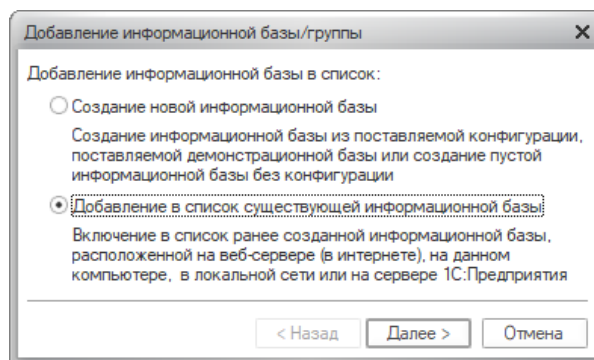 Добавление информационной базы/группы
Добавление информационной базы в список:
Создание новой информационной базы
Создание информационной базы из поставляемой конфигурации,
поставляемой демонстрационной базы или создание пустой
информационной базы без конфигурации
Добавление в список существующей информационной базы
Включение в список ранее созданной информационной базы,
расположенной на веб-сервере (в интернете), на данном
компьютере, в локальной сети или на сервере 1С:Предприятия
< Назад Далее > Отмена